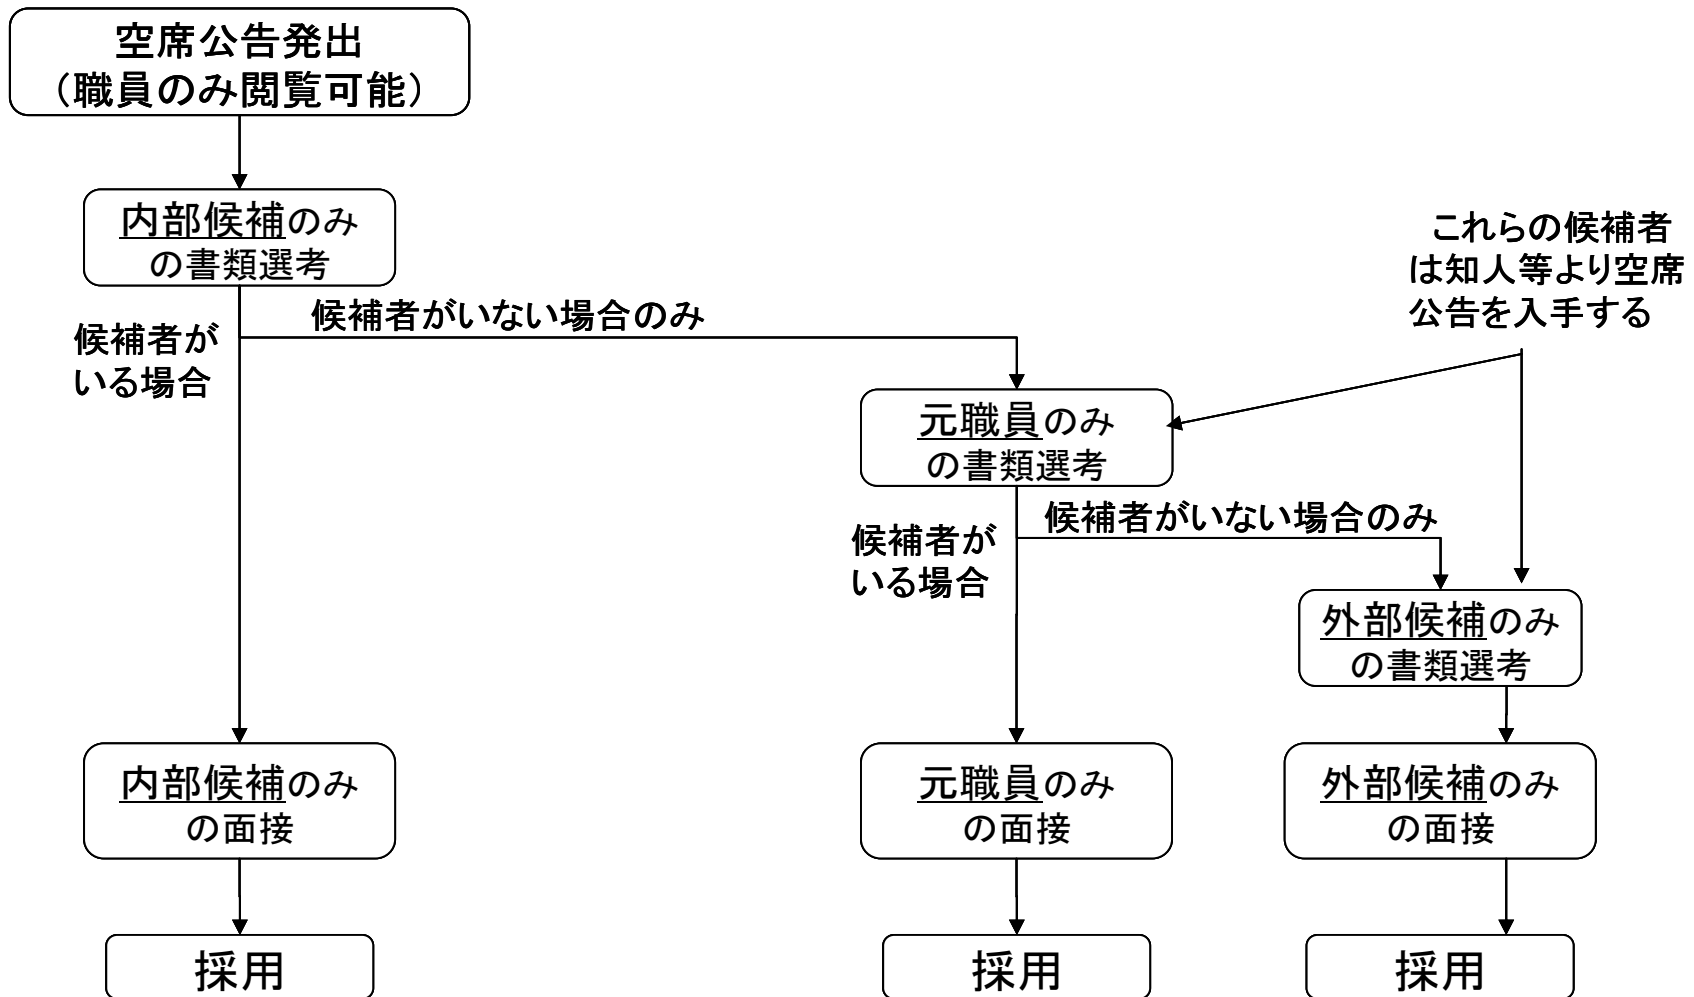 空席公告発出
（職員のみ閲覧可能）
内部候補のみ
の書類選考
これらの候補者
は知人等より空席
公告を入手する
候補者がいない場合のみ
候補者が
いる場合
元職員のみ
の書類選考
候補者がいない場合のみ
候補者が
いる場合
外部候補のみ
の書類選考
内部候補のみ
の面接
元職員のみ
の面接
外部候補のみ
の面接
採用
採用
採用